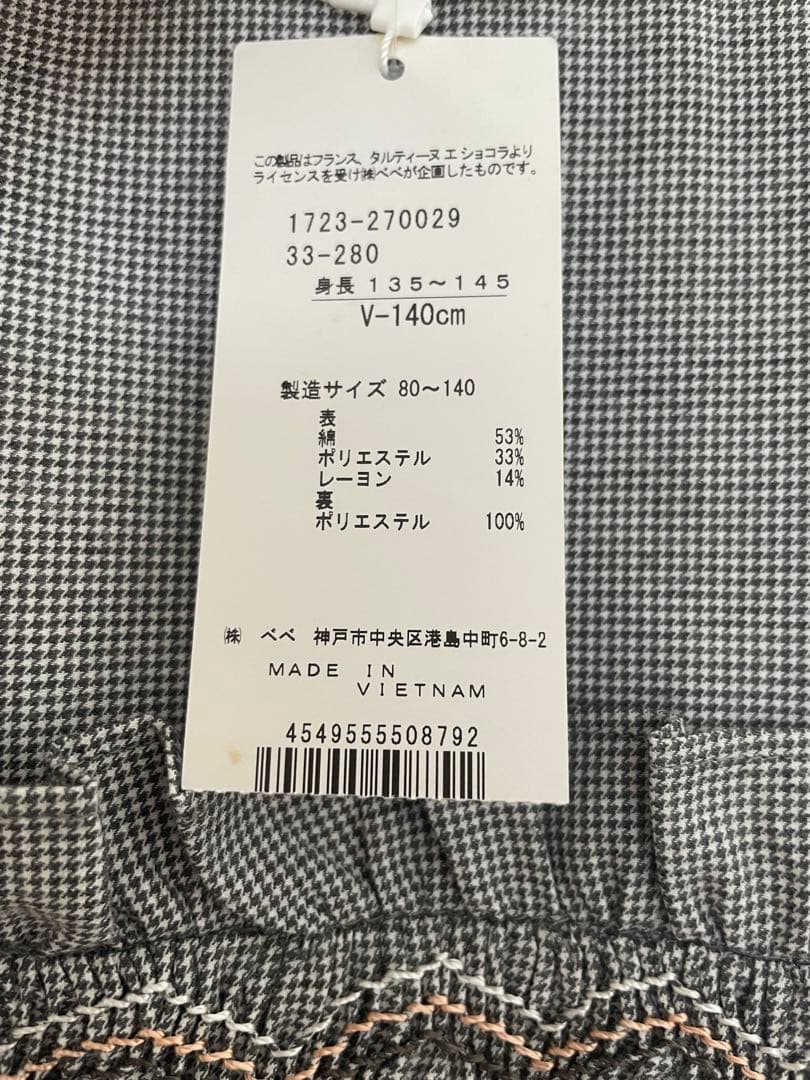 この製品はフランス、タルティーヌ エ ショコラより
ライセンスを受け㈱べべが企画したものです。
1723-270029
33-280
身長 135～145
V-140cm
製造サイズ 80～140
表
綿 53%
ポリエステル 33%
レーヨン 14%
裏
ポリエステル 100%
㈱ べべ 神戸市中央区港島中町6-8-2
MADE IN
VIETNAM
4549555508792